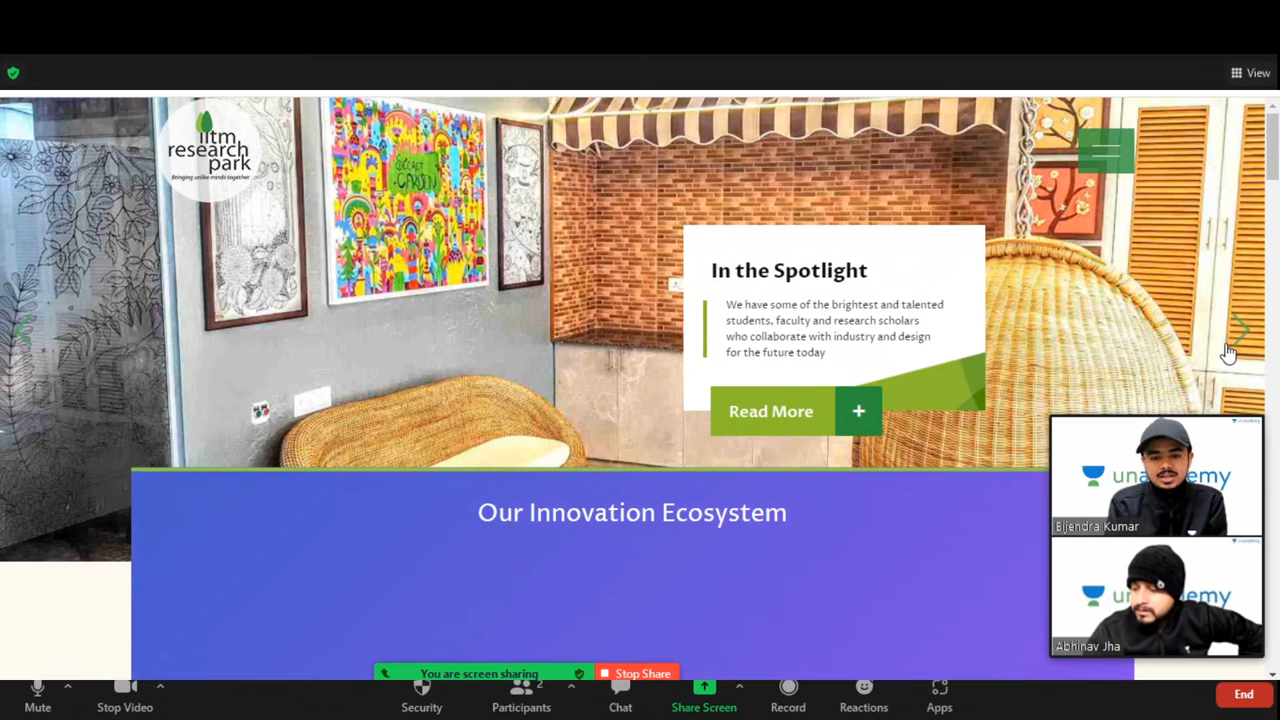 View
iitm
research
park
Bringing unlike minds together
SECRET
GARDEN
In the Spotlight
We have some of the brightest and talented
students, faculty and research scholars
who collaborate with industry and design
for the future today
Read More +
Our Innovation Ecosystem
unacademy
unacademy
Bijendra Kumar
unacademy
unacademy
Abhinav Jha
You are screen sharing
Stop Share
2
Mute
Stop Video
Security
Participants
Chat
Share Screen
Record
Reactions
Apps
End